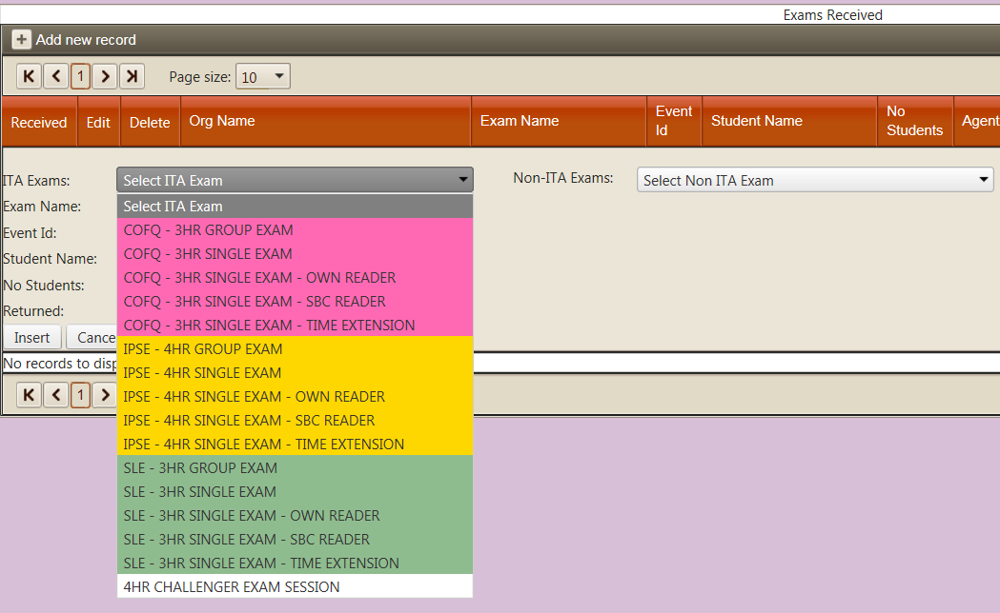 Exams Received
+ Add new record
1 Page size: 10
Received Edit Delete Org Name Exam Name Event Id Student Name No Students Agent
ITA Exams: Select ITA Exam Non-ITA Exams: Select Non ITA Exam
Exam Name: Select ITA Exam
COFQ - 3HR GROUP EXAM
Event Id:
COFQ - 3HR SINGLE EXAM
Student Name:
COFQ - 3HR SINGLE EXAM - OWN READER
No Students:
COFQ - 3HR SINGLE EXAM - SBC READER
Returned:
COFQ - 3HR SINGLE EXAM - TIME EXTENSION
Insert Cance
IPSE - 4HR GROUP EXAM
No records to disp
IPSE - 4HR SINGLE EXAM
1
IPSE - 4HR SINGLE EXAM - OWN READER
IPSE - 4HR SINGLE EXAM - SBC READER
IPSE - 4HR SINGLE EXAM - TIME EXTENSION
SLE - 3HR GROUP EXAM
SLE - 3HR SINGLE EXAM
SLE - 3HR SINGLE EXAM - OWN READER
SLE - 3HR SINGLE EXAM - SBC READER
SLE - 3HR SINGLE EXAM - TIME EXTENSION
4HR CHALLENGER EXAM SESSION